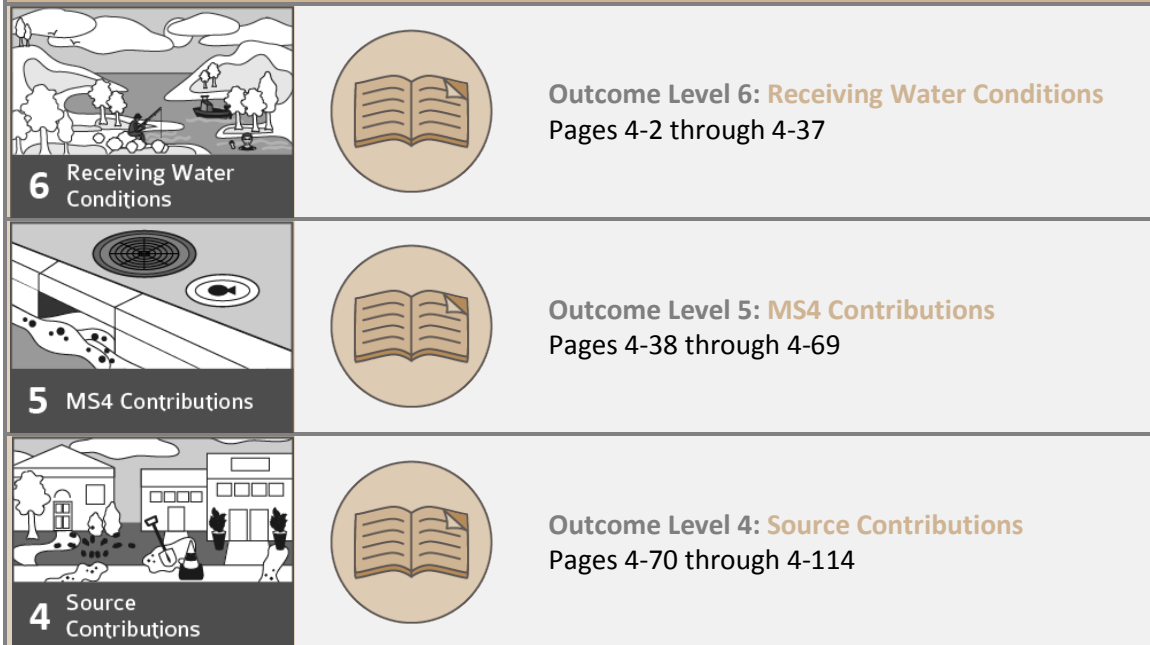 6 Receiving Water
Conditions
Outcome Level 6: Receiving Water Conditions
Pages 4-2 through 4-37
5 MS4 Contributions
Outcome Level 5: MS4 Contributions
Pages 4-38 through 4-69
4 Source
Contributions
Outcome Level 4: Source Contributions
Pages 4-70 through 4-114